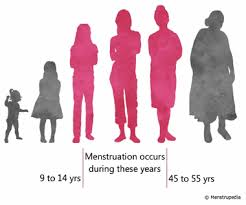 Menstruation occurs
during these years
9 to 14 yrs
45 to 55 yrs
© Menstrupedia